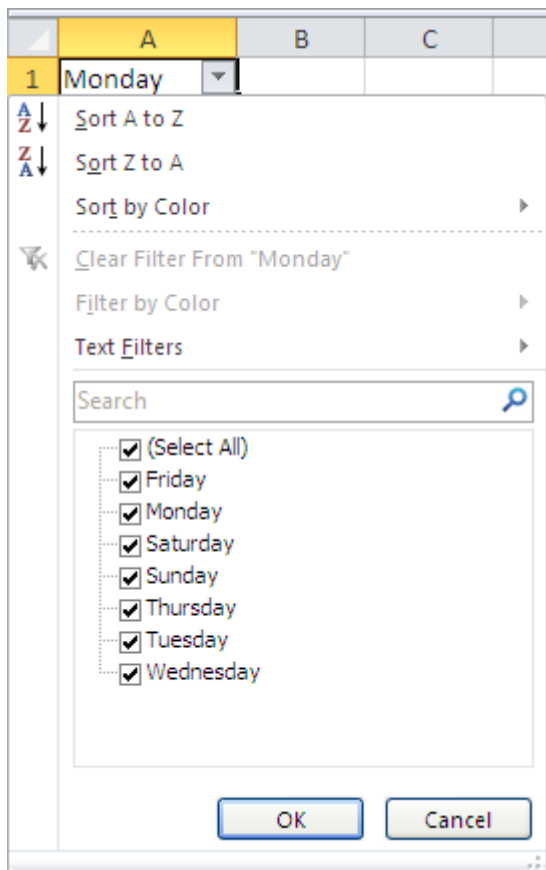 A B C
1 Monday
Sort A to Z
Sort Z to A
Sort by Color
Clear Filter From "Monday"
Filter by Color
Text Filters
Search
(Select All)
Friday
Monday
Saturday
Sunday
Thursday
Tuesday
Wednesday
OK Cancel